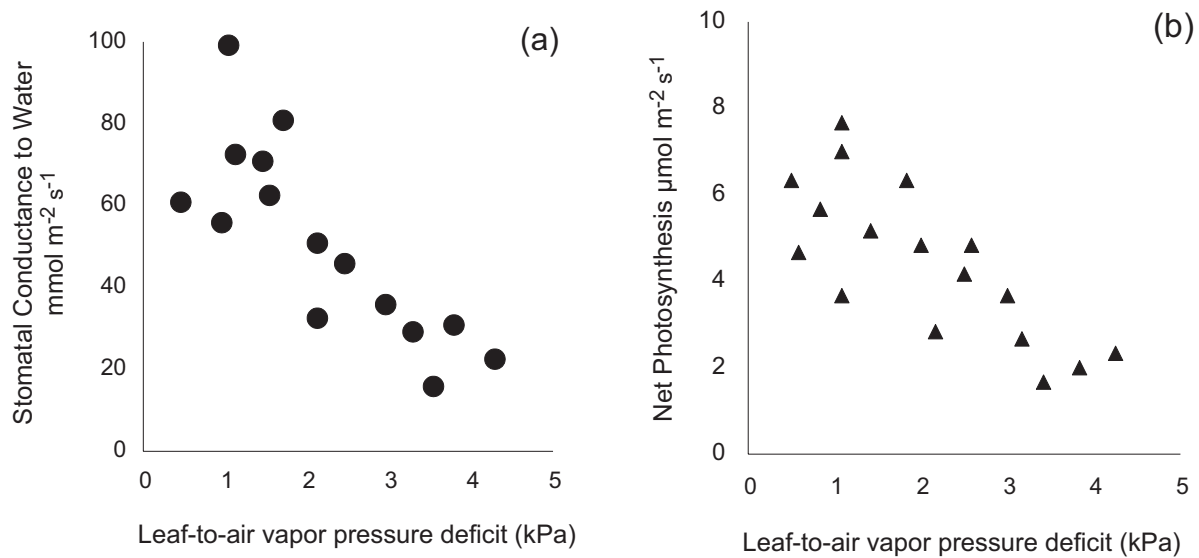 (a)
Stomatal Conductance to Water
mmol m-2 s-1
100
80
60
40
20
0
0 1 2 3 4 5
Leaf-to-air vapor pressure deficit (kPa)
(b)
Net Photosynthesis µmol m-2 s-1
10
8
6
4
2
0
0 1 2 3 4 5
Leaf-to-air vapor pressure deficit (kPa)